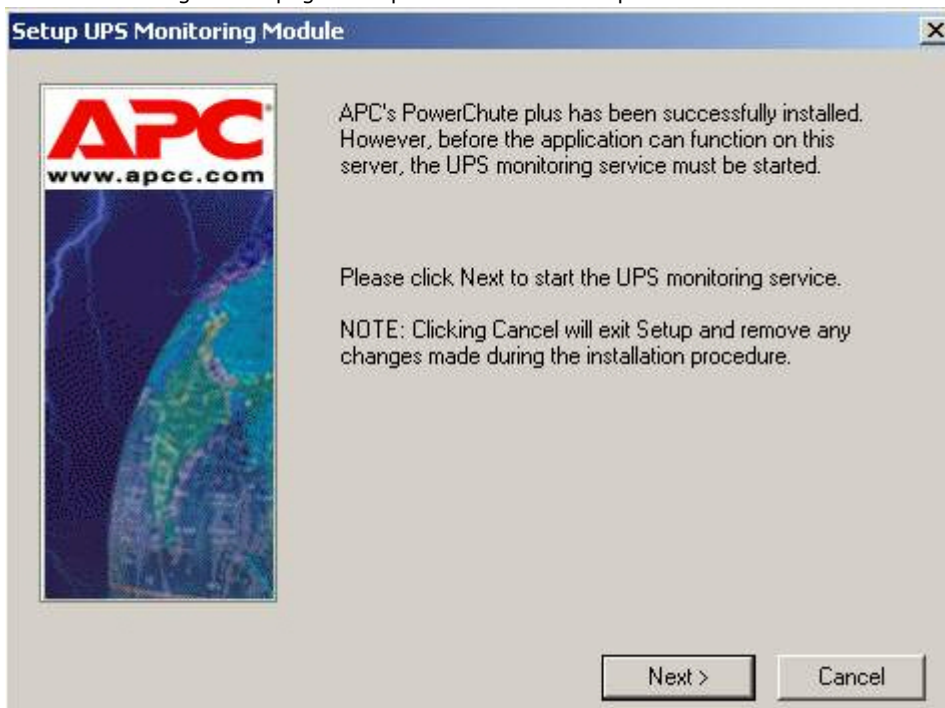 Setup UPS Monitoring Module
APC
www.apcc.com
APC's PowerChute plus has been successfully installed.
However, before the application can function on this
server, the UPS monitoring service must be started.
Please click Next to start the UPS monitoring service.
NOTE: Clicking Cancel will exit Setup and remove any
changes made during the installation procedure.
Next >
Cancel